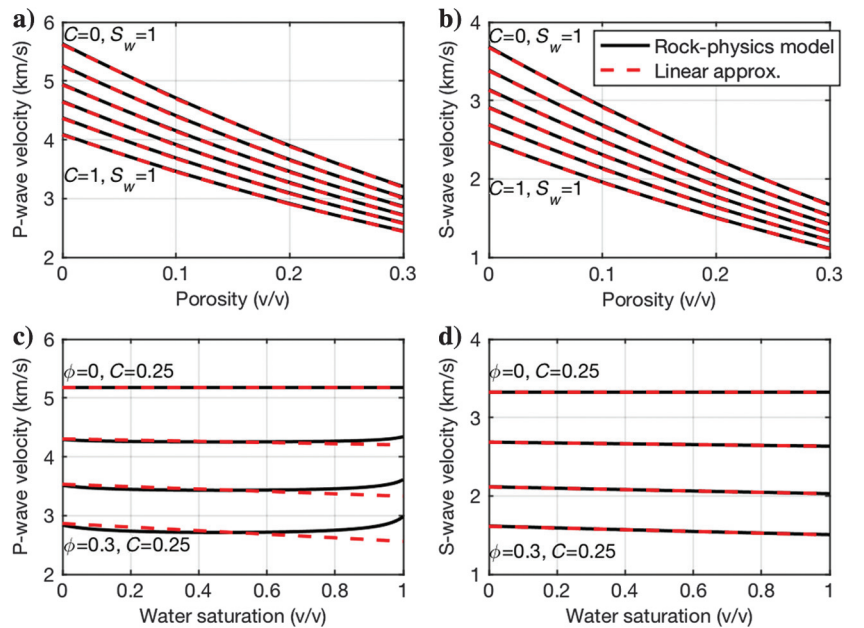 a)
6
5
4
3
2
1
P-wave velocity (km/s)
C=0, Sw=1
C=1, Sw=1
0 0.1 0.2 0.3
Porosity (v/v)
b)
4
3
2
1
S-wave velocity (km/s)
C=0, Sw=1
C=1, Sw=1
Rock-physics model
Linear approx.
0 0.1 0.2 0.3
Porosity (v/v)
c)
6
5
4
3
2
P-wave velocity (km/s)
ϕ=0, C=0.25
ϕ=0.3, C=0.25
0 0.2 0.4 0.6 0.8 1
Water saturation (v/v)
d)
4
3
2
1
S-wave velocity (km/s)
ϕ=0, C=0.25
ϕ=0.3, C=0.25
0 0.2 0.4 0.6 0.8 1
Water saturation (v/v)